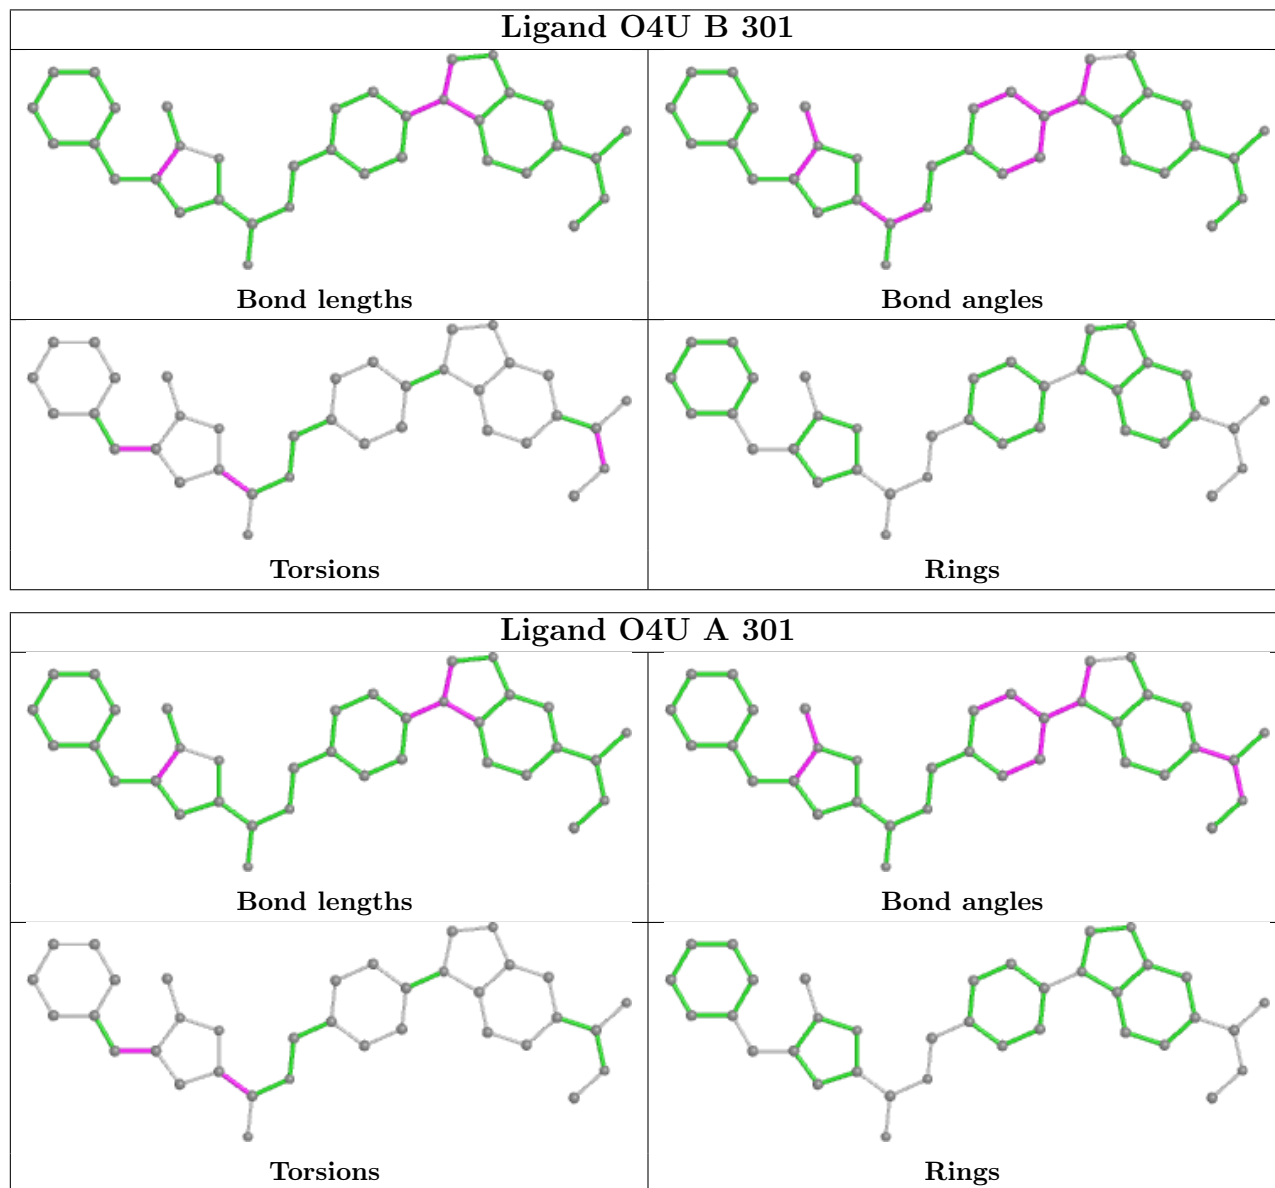 Ligand O4U B 301
Bond lengths
Bond angles
Torsions
Rings
Ligand O4U A 301
Bond lengths
Bond angles
Torsions
Rings